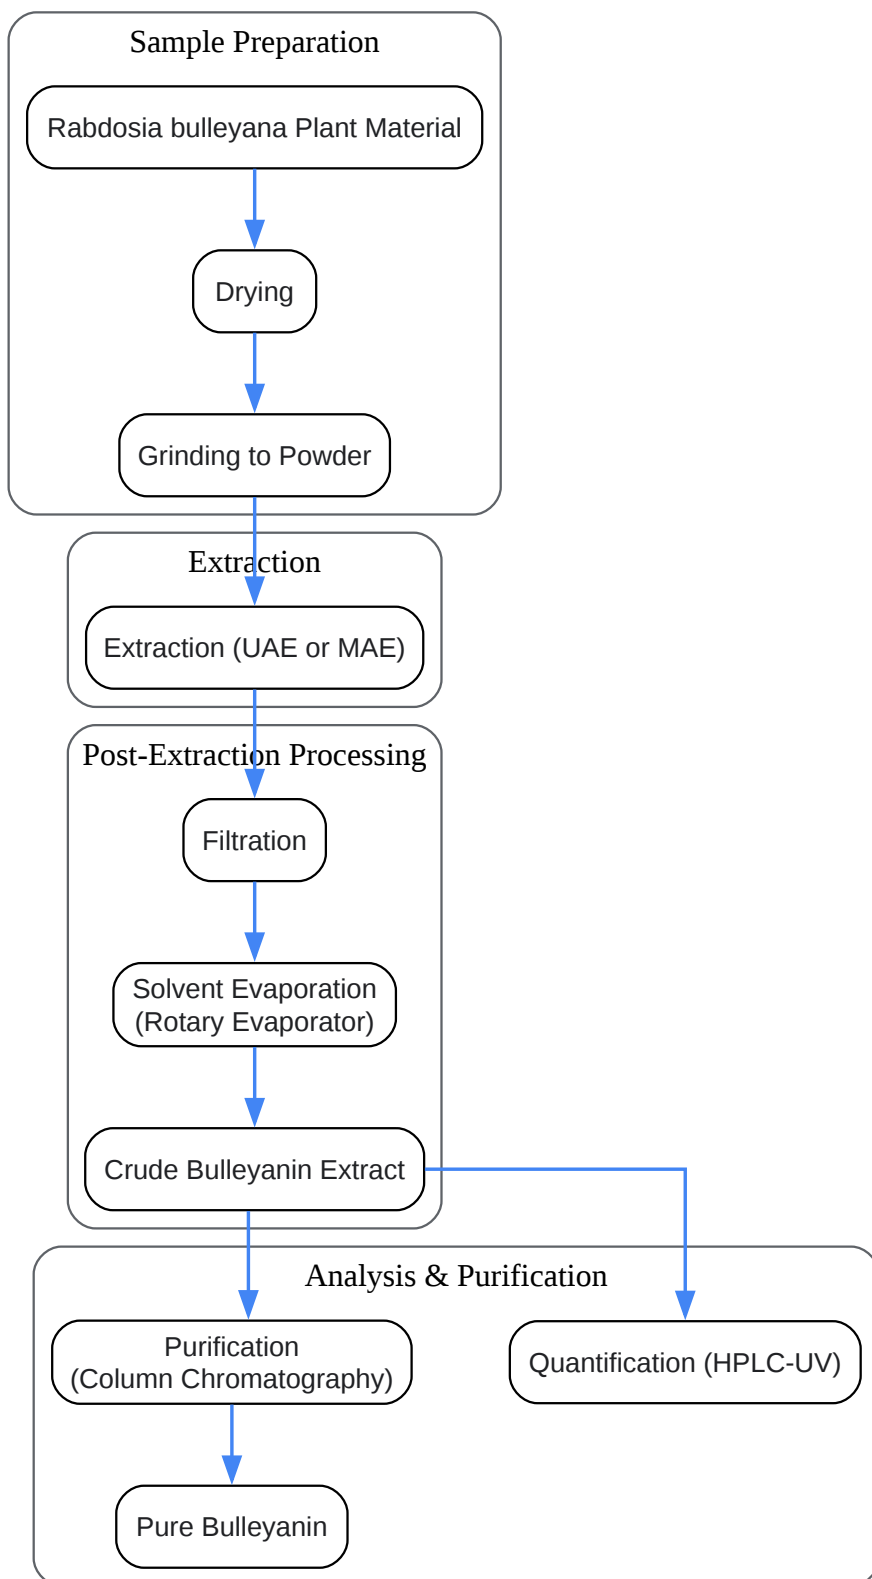 Sample Preparation
Rabdosia bulleyana Plant Material
Drying
Grinding to Powder
Extraction
Extraction (UAE or MAE)
Post-Extraction Processing
Filtration
Solvent Evaporation
(Rotary Evaporator)
Crude Bulleyanin Extract
Analysis & Purification
Purification
(Column Chromatography)
Quantification (HPLC-UV)
Pure Bulleyanin